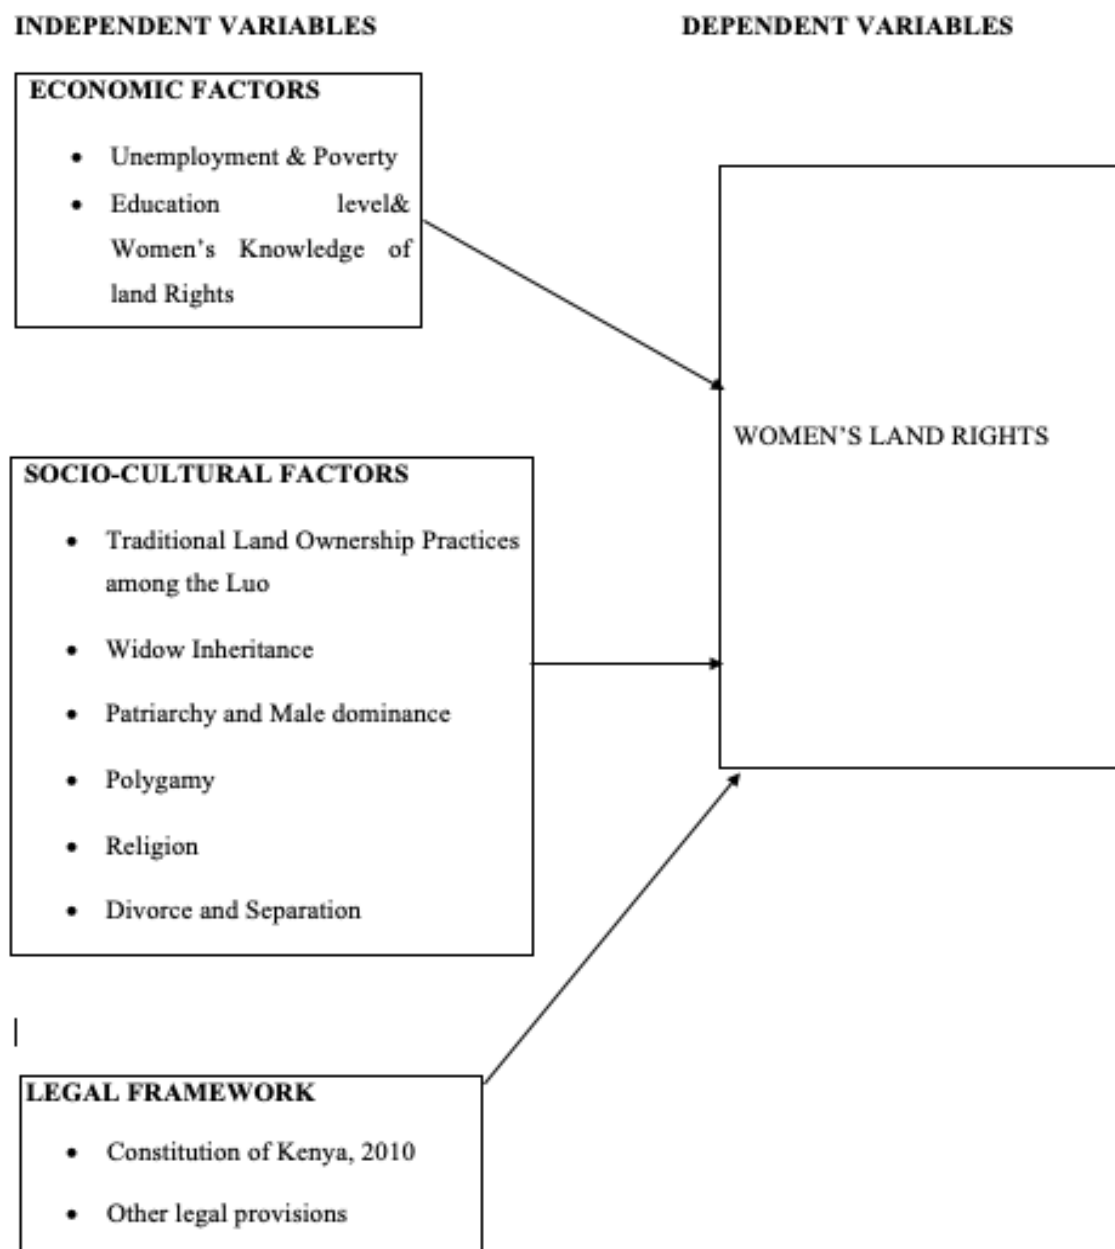 INDEPENDENT VARIABLES
DEPENDENT VARIABLES
ECONOMIC FACTORS
• Unemployment & Poverty
• Education level&
Women's Knowledge of
land Rights
WOMEN'S LAND RIGHTS
SOCIO-CULTURAL FACTORS
• Traditional Land Ownership Practices
among the Luo
• Widow Inheritance
• Patriarchy and Male dominance
• Polygamy
• Religion
• Divorce and Separation
LEGAL FRAMEWORK
• Constitution of Kenya, 2010
• Other legal provisions